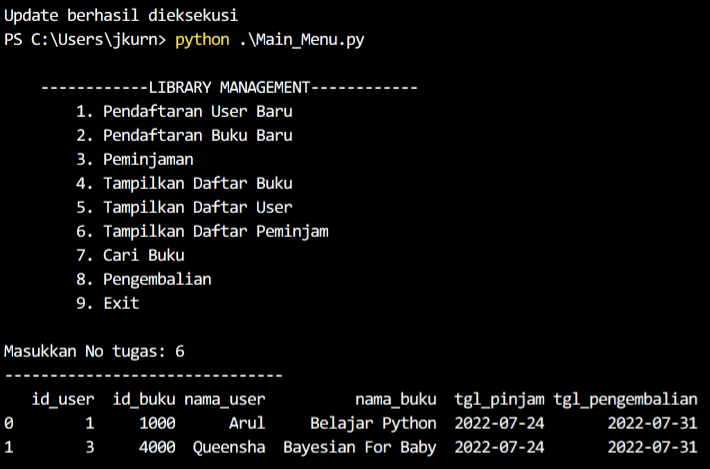 Update berhasil dieksekusi
PS C:\Users\jkurn> python .\Main_Menu.py
------------LIBRARY MANAGEMENT------------
1. Pendaftaran User Baru
2. Pendaftaran Buku Baru
3. Peminjaman
4. Tampilkan Daftar Buku
5. Tampilkan Daftar User
6. Tampilkan Daftar Peminjam
7. Cari Buku
8. Pengembalian
9. Exit
Masukkan No tugas: 6
-------------------------------
id_user id_buku nama_user nama_buku tgl_pinjam tgl_pengembalian
0 1 1000 Arul Belajar Python 2022-07-24 2022-07-31
1 3 4000 Queensha Bayesian For Baby 2022-07-24 2022-07-31